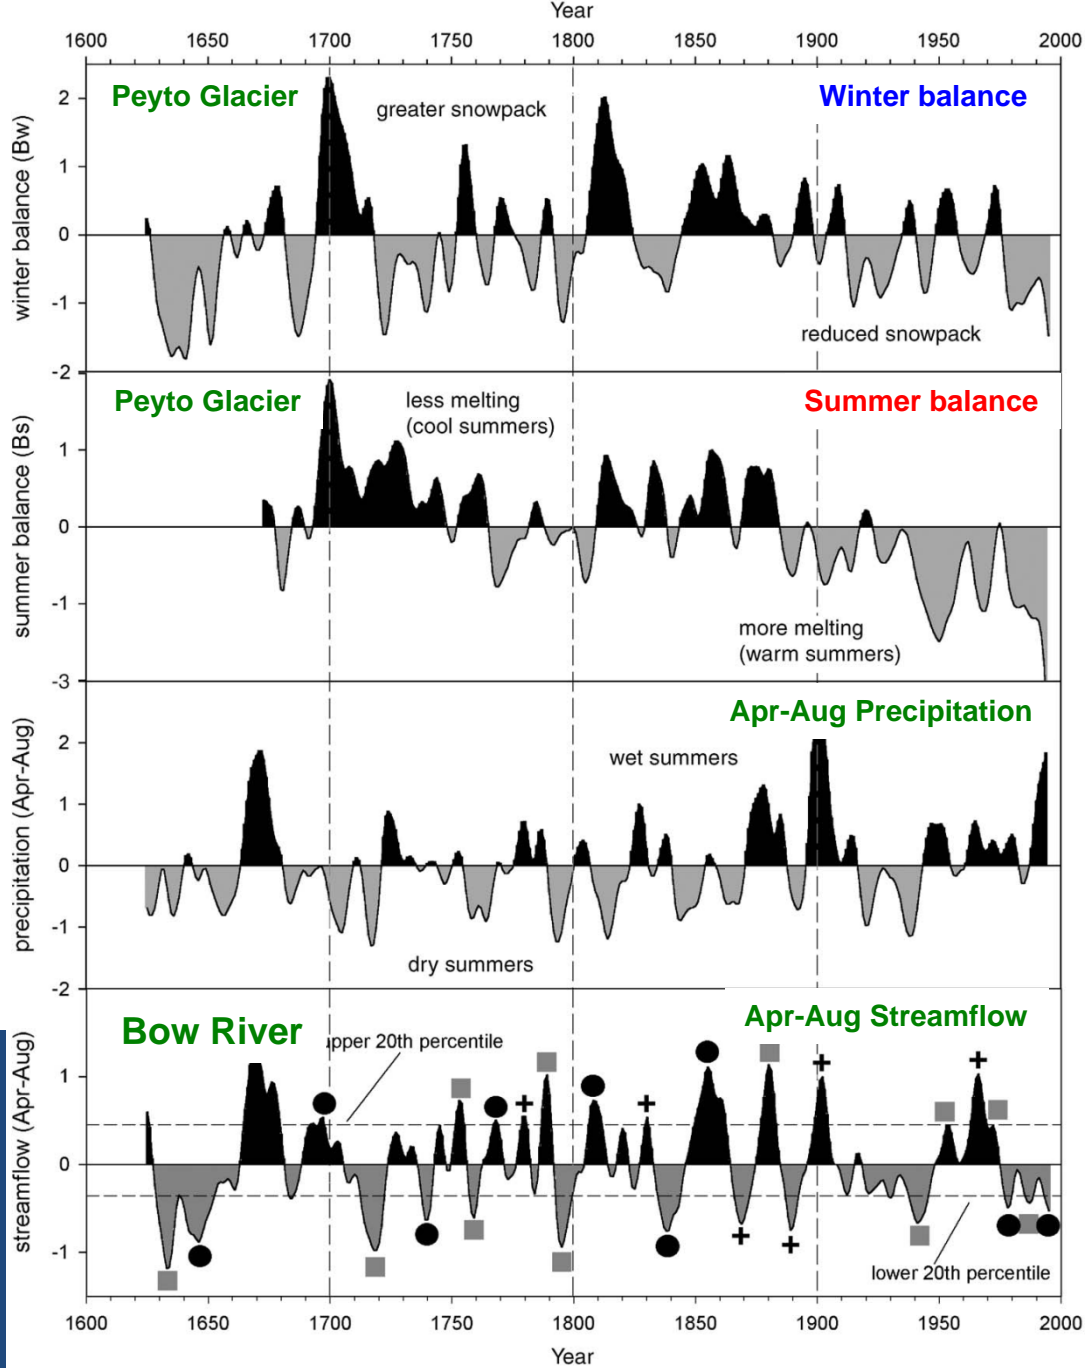 Year
1600 1650 1700 1750 1800 1850 1900 1950 2000
Peyto Glacier
Winter balance
greater snowpack
reduced snowpack
winter balance (Bw)
2
1
0
-1
-2
Peyto Glacier
Summer balance
less melting
(cool summers)
more melting
(warm summers)
summer balance (Bs)
1
0
-1
-3
Apr-Aug Precipitation
wet summers
dry summers
precipitation (Apr-Aug)
2
1
0
-1
-2
Bow River
Apr-Aug Streamflow
upper 20th percentile
lower 20th percentile
streamflow (Apr-Aug)
1
0
-1
1600 1650 1700 1750 1800 1850 1900 1950 2000
Year